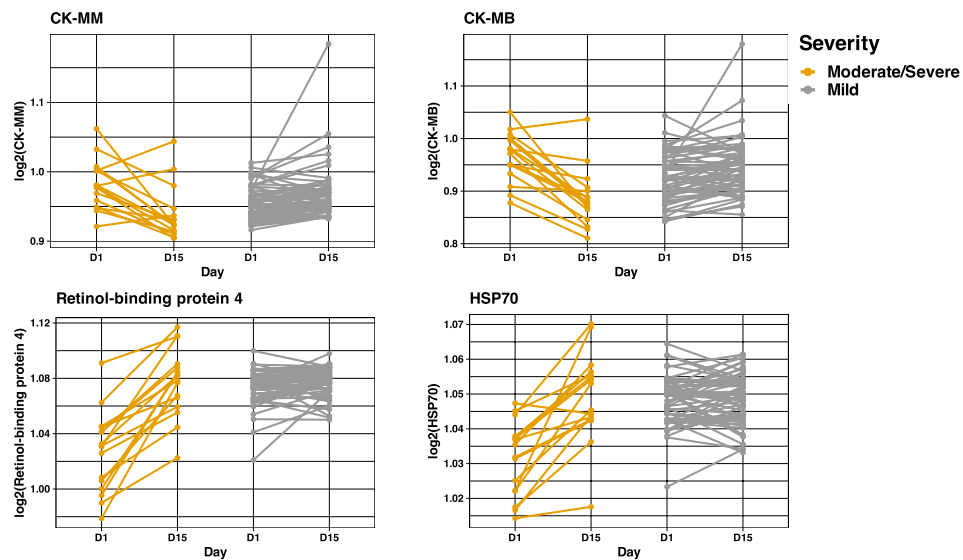 CK-MM
log2(CK-MM)
1.1
1.0
0.9
D1 D15 D1 D15
Day
CK-MB
log2(CK-MB)
1.1
1.0
0.9
0.8
D1 D15 D1 D15
Day
Severity
Moderate/Severe
Mild
Retinol-binding protein 4
log2(Retinol-binding protein 4)
1.12
1.08
1.04
1.00
D1 D15 D1 D15
Day
HSP70
log2(HSP70)
1.07
1.06
1.05
1.04
1.03
1.02
D1 D15 D1 D15
Day